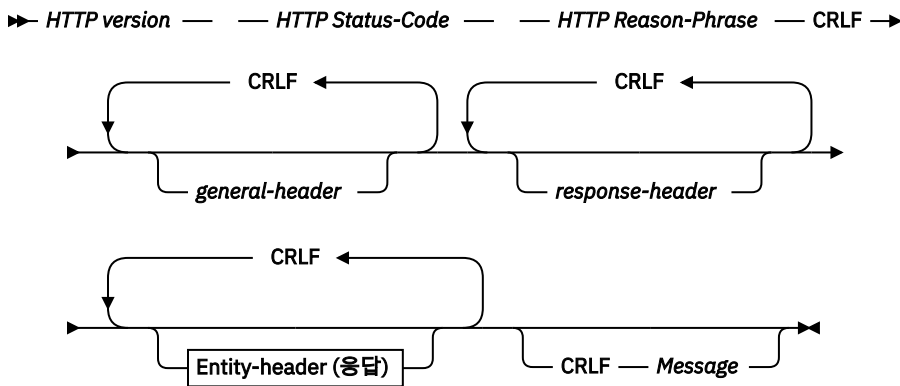 HTTP version HTTP Status-Code HTTP Reason-Phrase CRLF
CRLF CRLF
general-header response-header
CRLF
Entity-header (응답) CRLF Message